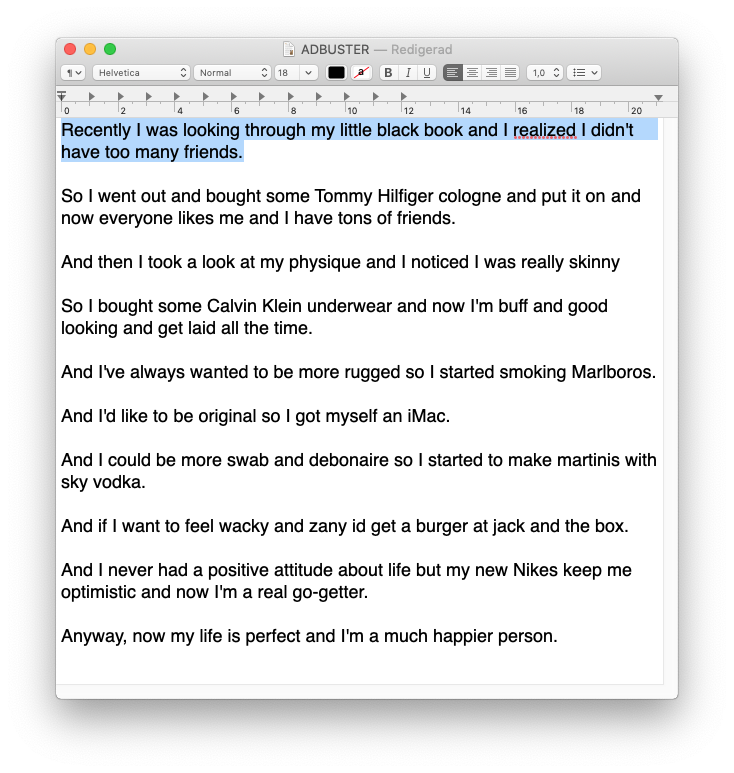 ADBUSTER — Redigerad
¶ Helvetica Normal 18 a B I U 1,0
0 2 4 6 8 10 12 14 16 18 20
Recently I was looking through my little black book and I realized I didn't
have too many friends.
So I went out and bought some Tommy Hilfiger cologne and put it on and
now everyone likes me and I have tons of friends.
And then I took a look at my physique and I noticed I was really skinny
So I bought some Calvin Klein underwear and now I'm buff and good
looking and get laid all the time.
And I've always wanted to be more rugged so I started smoking Marlboros.
And I'd like to be original so I got myself an iMac.
And I could be more swab and debonaire so I started to make martinis with
sky vodka.
And if I want to feel wacky and zany id get a burger at jack and the box.
And I never had a positive attitude about life but my new Nikes keep me
optimistic and now I'm a real go-getter.
Anyway, now my life is perfect and I'm a much happier person.